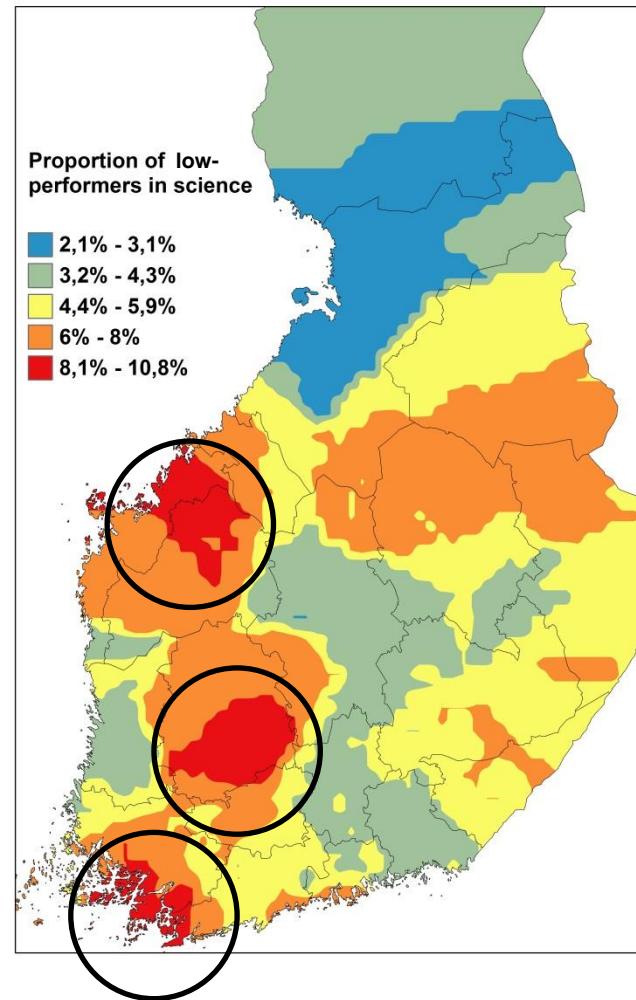 Proportion of low-
performers in science
2,1% - 3,1%
3,2% - 4,3%
4,4% - 5,9%
6% - 8%
8,1% - 10,8%